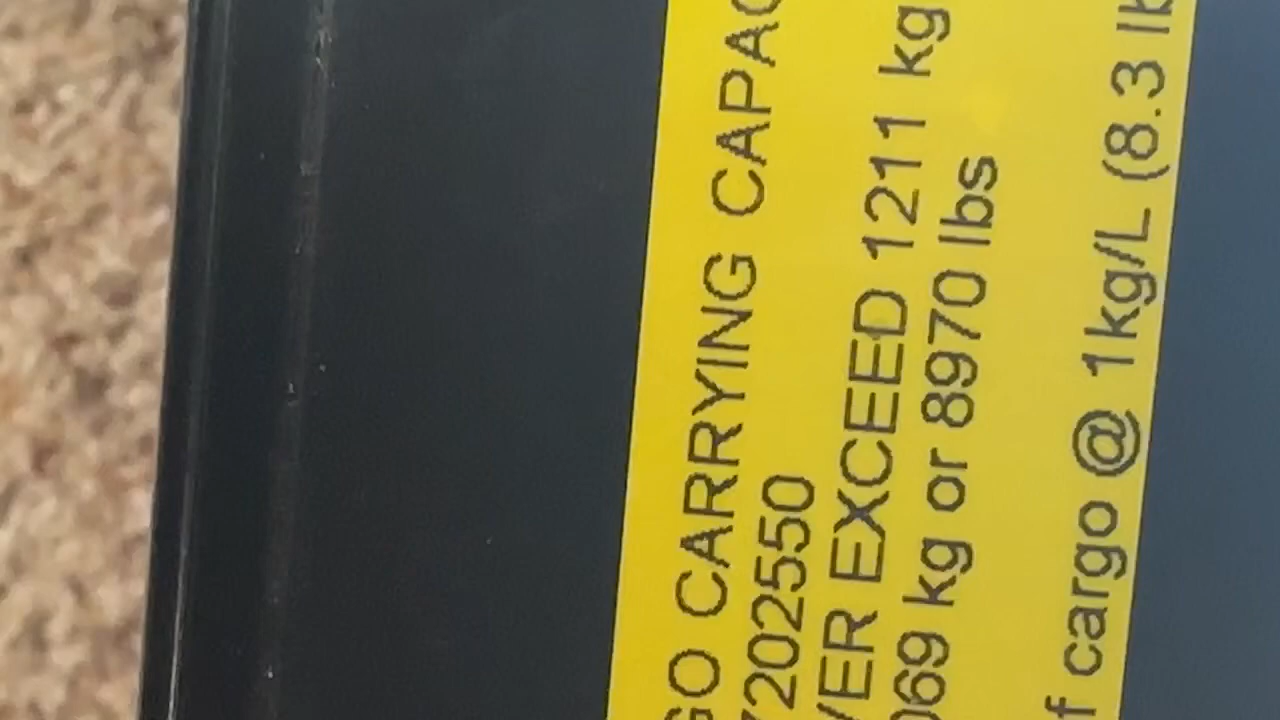 GO CARRYING CAPAC
7202550
VER EXCEED 1211 kg
069 kg or 8970 lbs
f cargo @ 1kg/L (8.3 lb